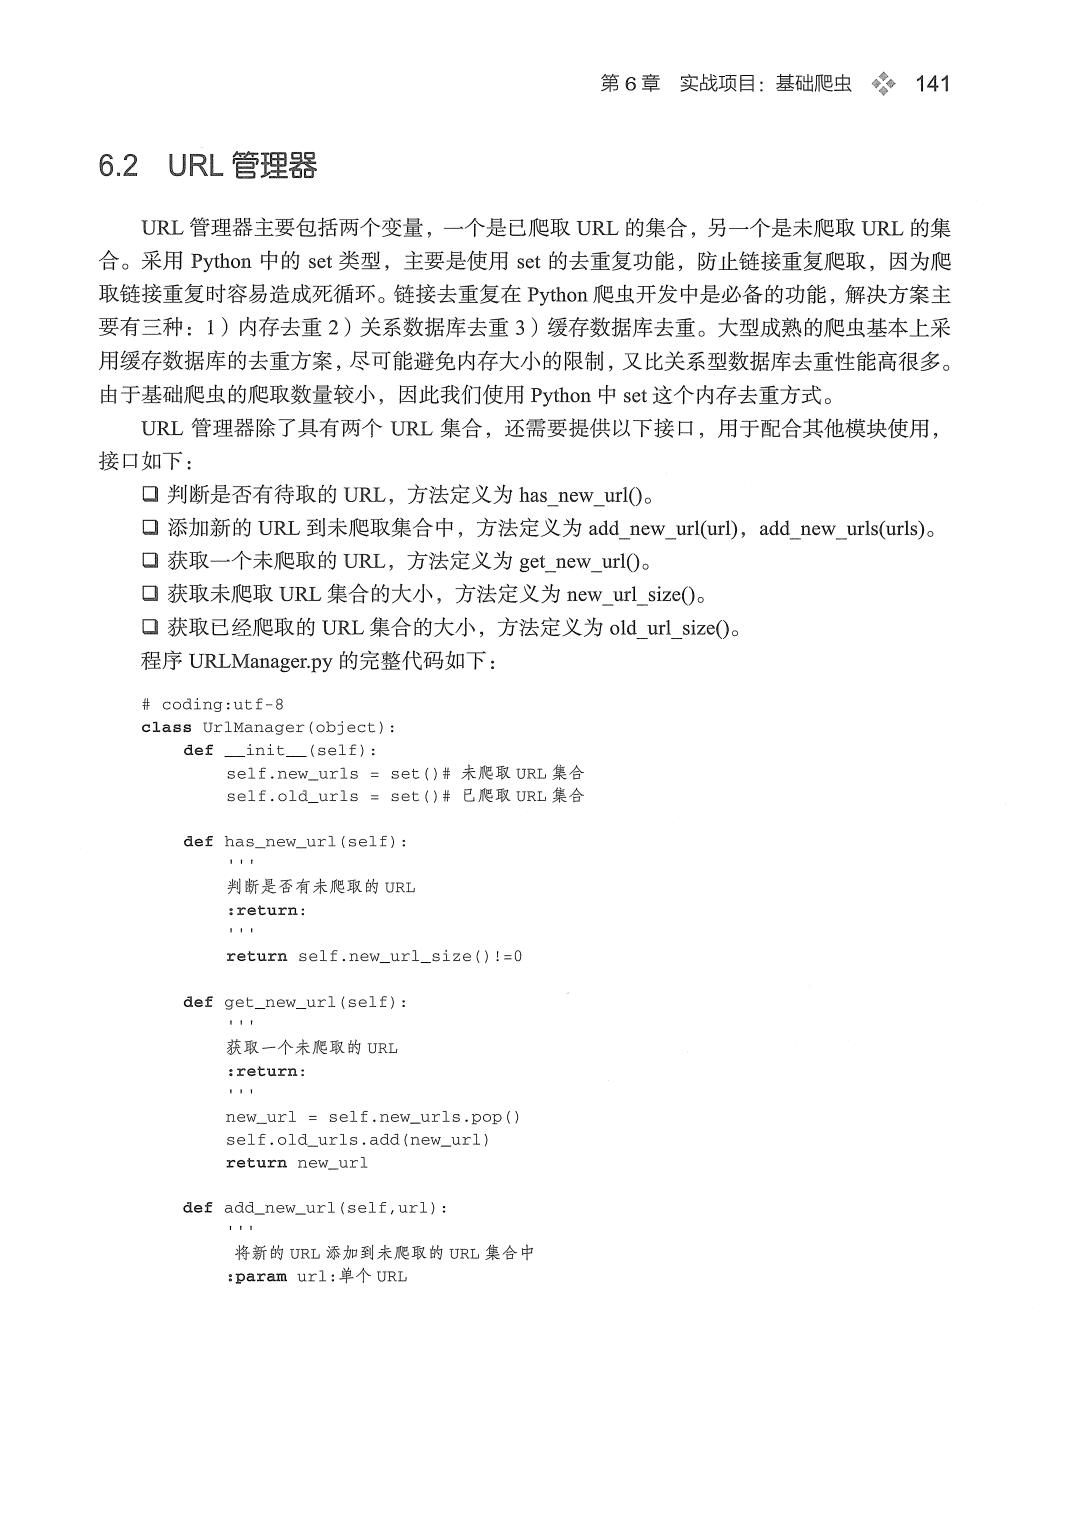 第6章 实战项目：基础爬虫 141
6.2 URL 管理器
URL 管理器主要包括两个变量，一个是已爬取 URL 的集合，另一个是未爬取 URL 的集
合。采用 Python 中的 set 类型，主要是使用 set 的去重复功能，防止链接重复爬取，因为爬
取链接重复时容易造成死循环。链接去重复在 Python 爬虫开发中是必备的功能，解决方案主
要有三种：1）内存去重 2）关系数据库去重 3）缓存数据库去重。大型成熟的爬虫基本上采
用缓存数据库的去重方案，尽可能避免内存大小的限制，又比关系型数据库去重性能高很多。
由于基础爬虫的爬取数量较小，因此我们使用 Python 中 set 这个内存去重方式。
URL 管理器除了具有两个 URL 集合，还需要提供以下接口，用于配合其他模块使用，
接口如下：
❑ 判断是否有待取的 URL，方法定义为 has_new_url()。
❑ 添加新的 URL 到未爬取集合中，方法定义为 add_new_url(url)，add_new_urls(urls)。
❑ 获取一个未爬取的 URL，方法定义为 get_new_url()。
❑ 获取未爬取 URL 集合的大小，方法定义为 new_url_size()。
❑ 获取已经爬取的 URL 集合的大小，方法定义为 old_url_size()。
程序 URLManager.py 的完整代码如下：
# coding:utf-8
class UrlManager(object):
    def __init__(self):
        self.new_urls = set()# 未爬取 URL 集合
        self.old_urls = set()# 已爬取 URL 集合
    def has_new_url(self):
        '''
        判断是否有未爬取的 URL
        :return:
        '''
        return self.new_url_size()!=0
    def get_new_url(self):
        '''
        获取一个未爬取的 URL
        :return:
        '''
        new_url = self.new_urls.pop()
        self.old_urls.add(new_url)
        return new_url
    def add_new_url(self,url):
        '''
         将新的 URL 添加到未爬取的 URL 集合中
        :param url:单个 URL